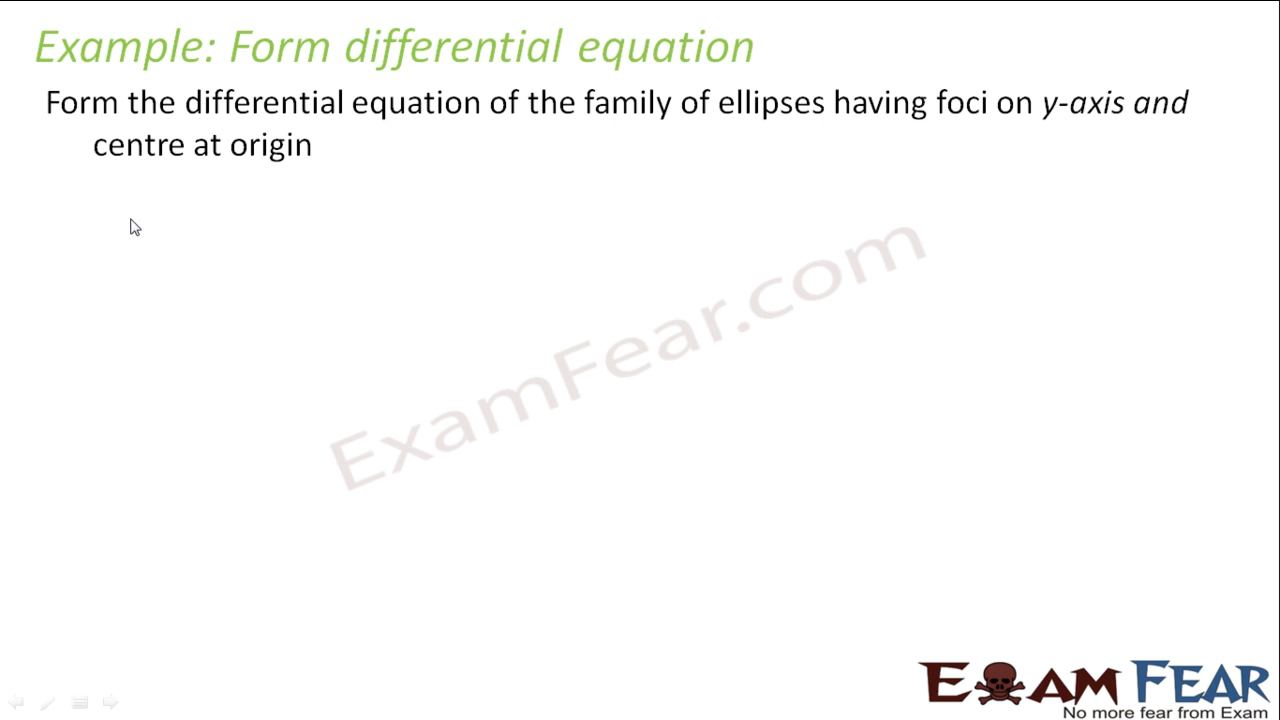 Example: Form differential equation
Form the differential equation of the family of ellipses having foci on y-axis and
centre at origin
ExamFear.com
EXAM FEAR
No more fear from Exam